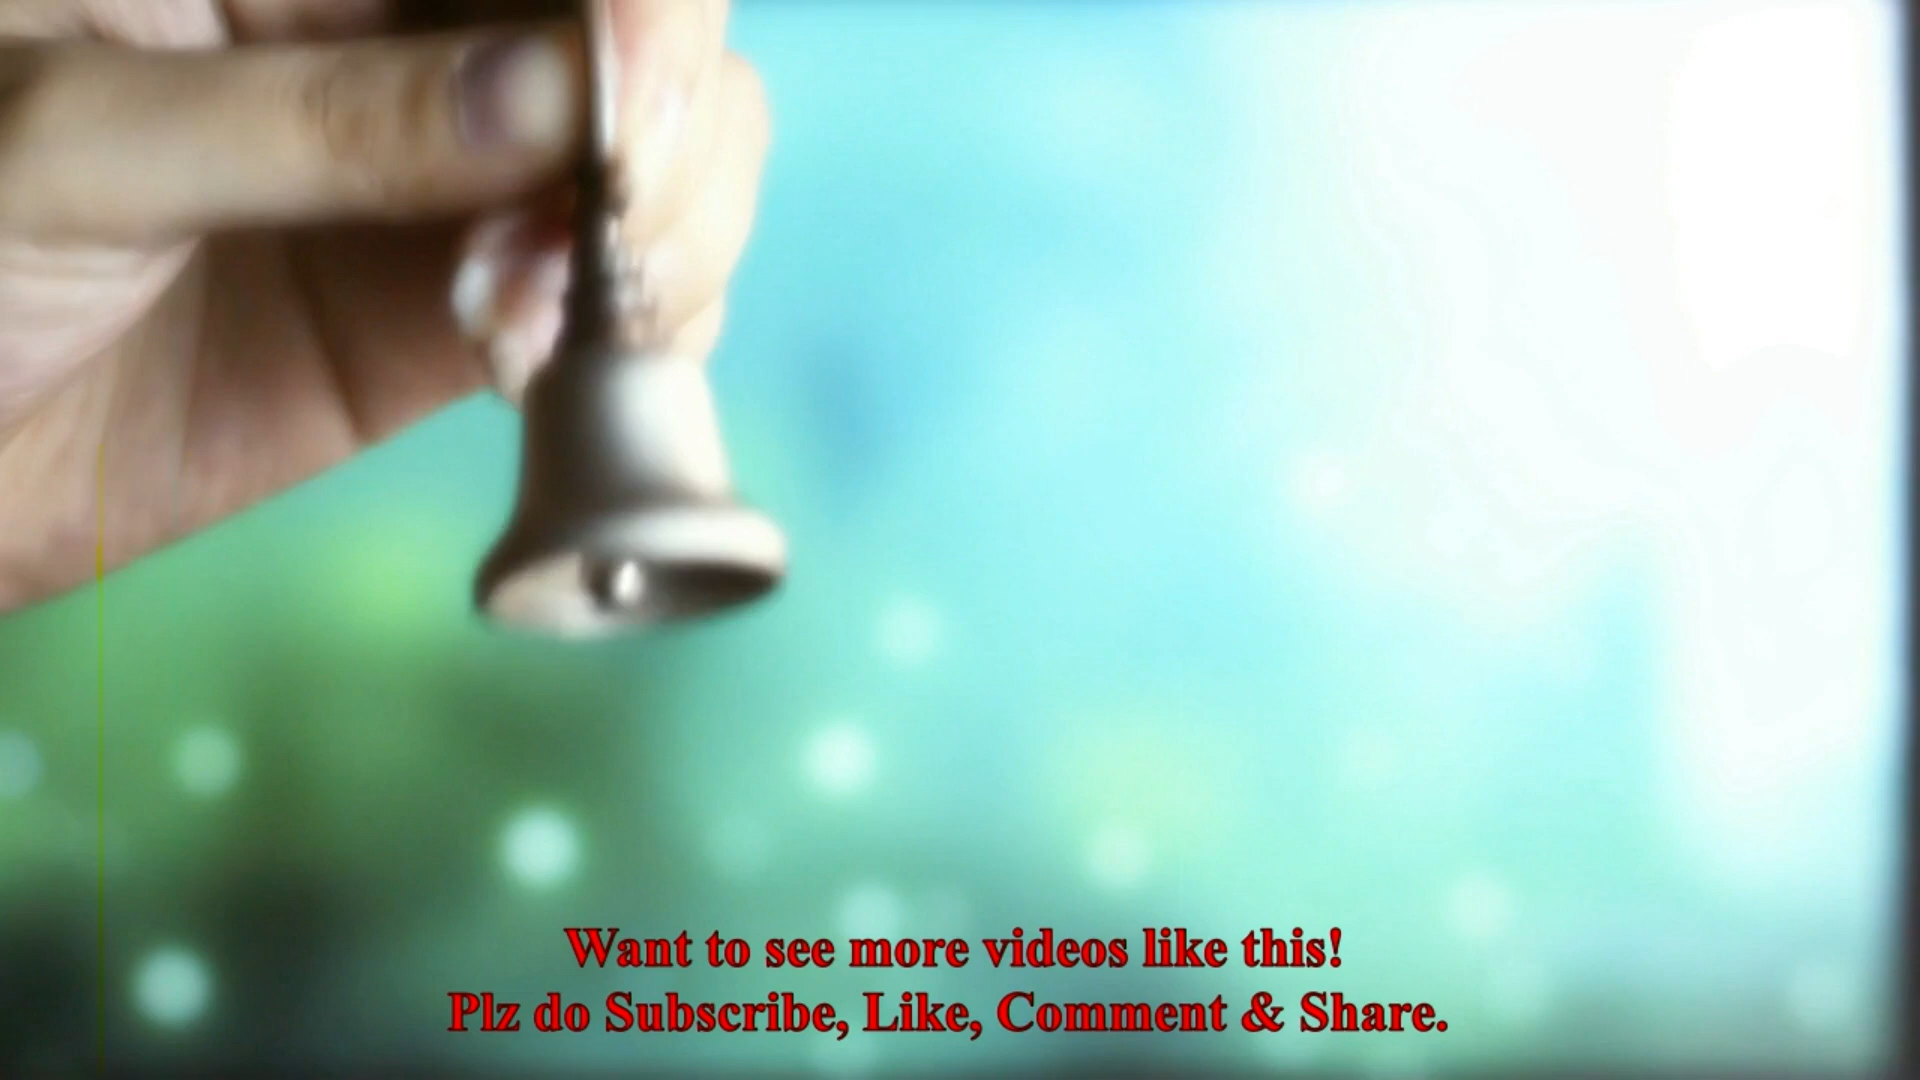 Want to see more videos like this!
Plz do Subscribe, Like, Comment & Share.